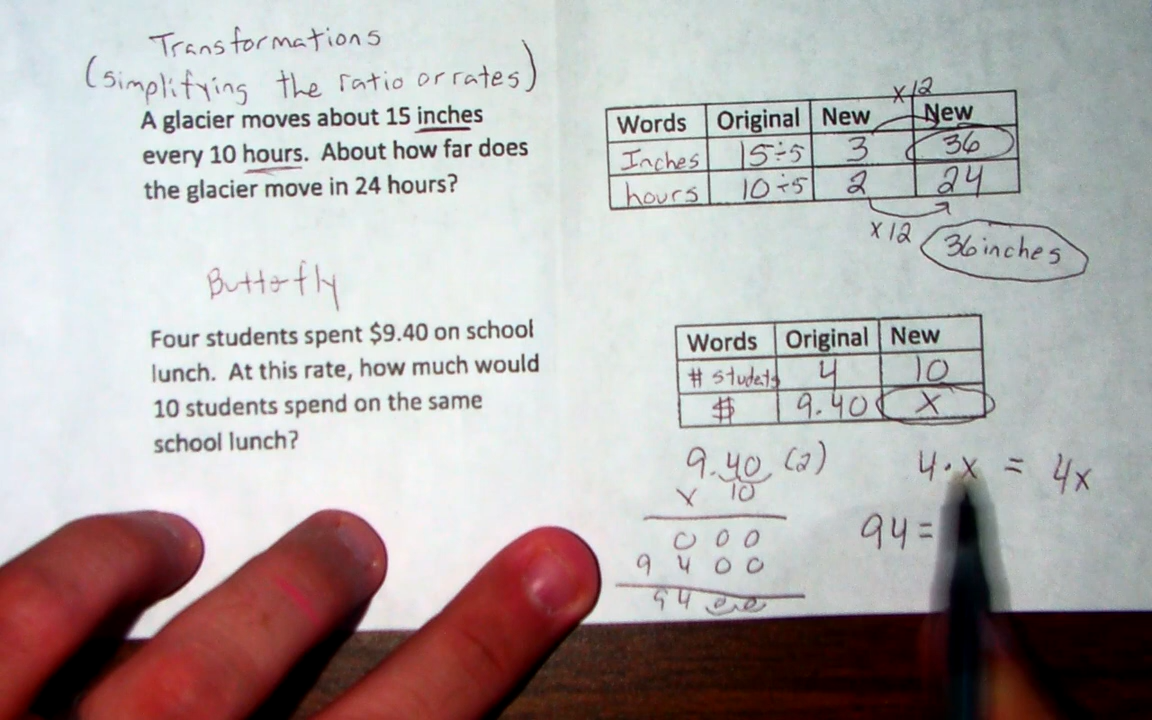 Transformations
(simplifying the ratio or rates)
A glacier moves about 15 inches
every 10 hours. About how far does
the glacier move in 24 hours?
x12
Words Original New New
Inches 15÷5 3 36
hours 10÷5 2 24
x12
36 inches
Butterfly
Four students spent $9.40 on school
lunch. At this rate, how much would
10 students spend on the same
school lunch?
Words Original New
# students 4 10
$ 9.40 x
9.40 (2)
x 10
000
9400
9400
4·x = 4x
94=